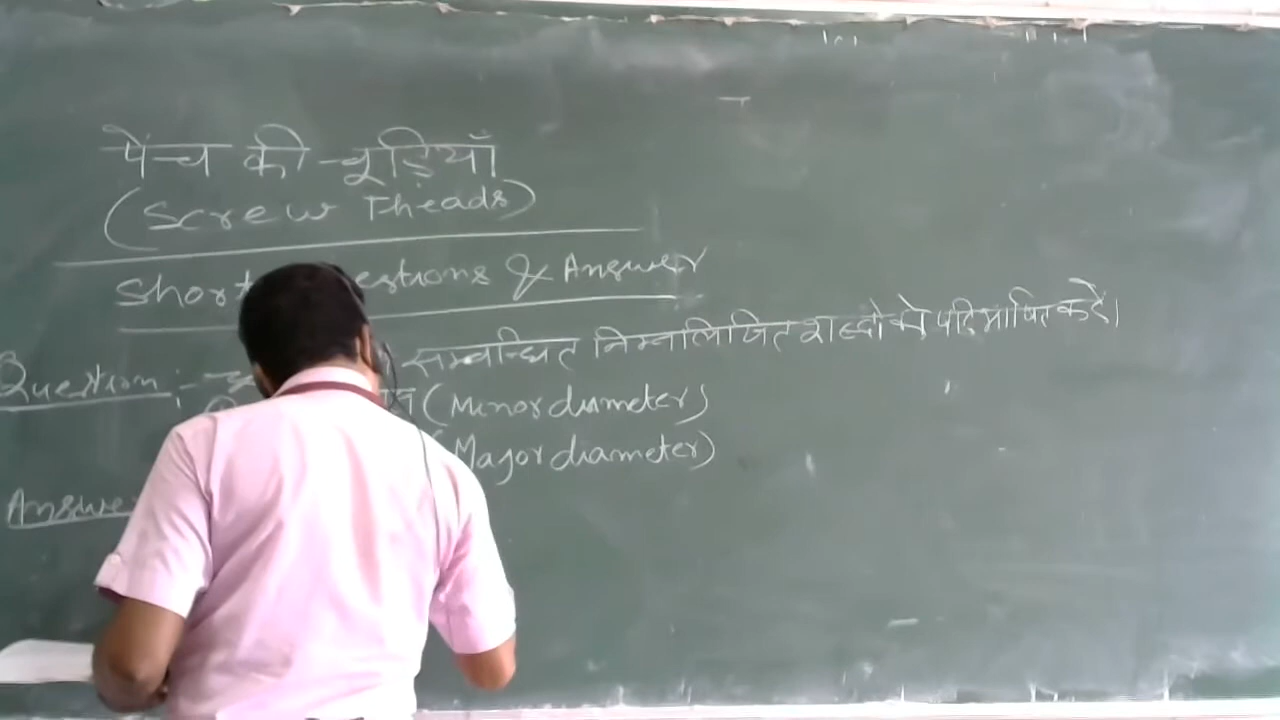 पेंच की चूड़ियाँ
(Screw Theads)
Short estions & Answer
Question:- सम्बन्धित निम्नलिखित शब्दों को परिभाषित करें।
(Minor diameter)
(Major diameter)
Answer